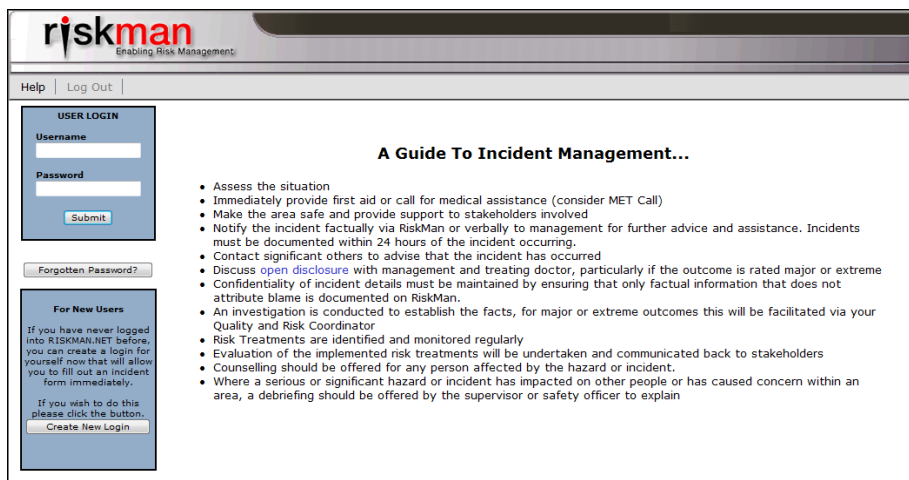 riskman
Enabling Risk Management
Help
Log Out
USER LOGIN
Username
Password
Submit
Forgotten Password?
For New Users
If you have never logged
into RISKMAN.NET before,
you can create a login for
yourself now that will allow
you to fill out an incident
form immediately.
If you wish to do this
please click the button.
Create New Login
A Guide To Incident Management...
• Assess the situation
• Immediately provide first aid or call for medical assistance (consider MET Call)
• Make the area safe and provide support to stakeholders involved
• Notify the incident factually via RiskMan or verbally to management for further advice and assistance. Incidents
must be documented within 24 hours of the incident occurring.
• Contact significant others to advise that the incident has occurred
• Discuss open disclosure with management and treating doctor, particularly if the outcome is rated major or extreme
• Confidentiality of incident details must be maintained by ensuring that only factual information that does not
attribute blame is documented on RiskMan.
• An investigation is conducted to establish the facts, for major or extreme outcomes this will be facilitated via your
Quality and Risk Coordinator
• Risk Treatments are identified and monitored regularly
• Evaluation of the implemented risk treatments will be undertaken and communicated back to stakeholders
• Counselling should be offered for any person affected by the hazard or incident.
• Where a serious or significant hazard or incident has impacted on other people or has caused concern within an
area, a debriefing should be offered by the supervisor or safety officer to explain